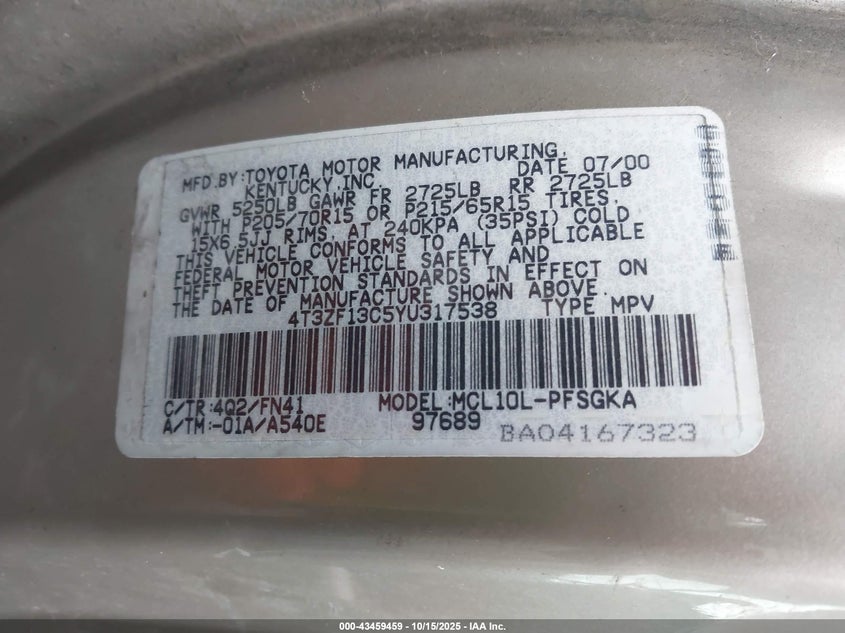 MFD.BY:TOYOTA MOTOR MANUFACTURING,
KENTUCKY,INC. DATE 07/00
GVWR 5250LB GAWR FR 2725LB RR 2725LB
WITH P205/70R15 OR P215/65R15 TIRES,
15X6.5JJ RIMS, AT 240KPA (35PSI) COLD
THIS VEHICLE CONFORMS TO ALL APPLICABLE
FEDERAL MOTOR VEHICLE SAFETY AND
THEFT PREVENTION STANDARDS IN EFFECT ON
THE DATE OF MANUFACTURE SHOWN ABOVE.
4T3ZF13C5YU317538 TYPE MPV
C/TR:4Q2/FN41 MODEL:MCL10L-PFSGKA
A/TM:-01A/A540E 97689 BA04167323
000-43459459 - 10/15/2025 - IAA Inc.